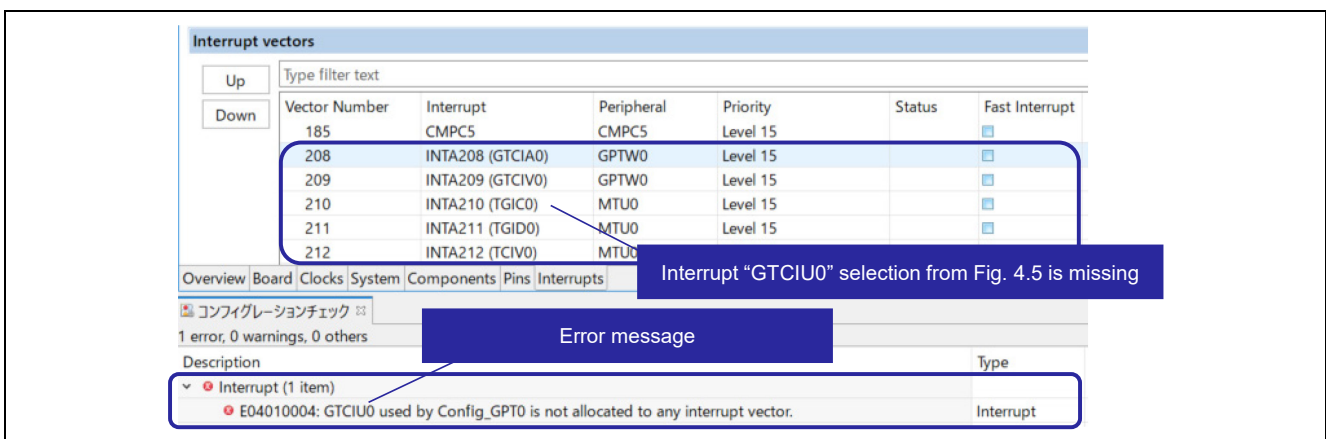 Interrupt vectors
Up
Type filter text
Down
Vector Number Interrupt Peripheral Priority Status Fast Interrupt
185 CMPC5 CMPC5 Level 15
208 INTA208 (GTCIA0) GPTW0 Level 15
209 INTA209 (GTCIV0) GPTW0 Level 15
210 INTA210 (TGIC0) MTU0 Level 15
211 INTA211 (TGID0) MTU0 Level 15
212 INTA212 (TCIV0) MTU0
Interrupt “GTCIU0” selection from Fig. 4.5 is missing
Overview Board Clocks System Components Pins Interrupts
コンフィグレーションチェック
1 error, 0 warnings, 0 others
Error message
Description Type
Interrupt (1 item)
E04010004: GTCIU0 used by Config_GPT0 is not allocated to any interrupt vector. Interrupt